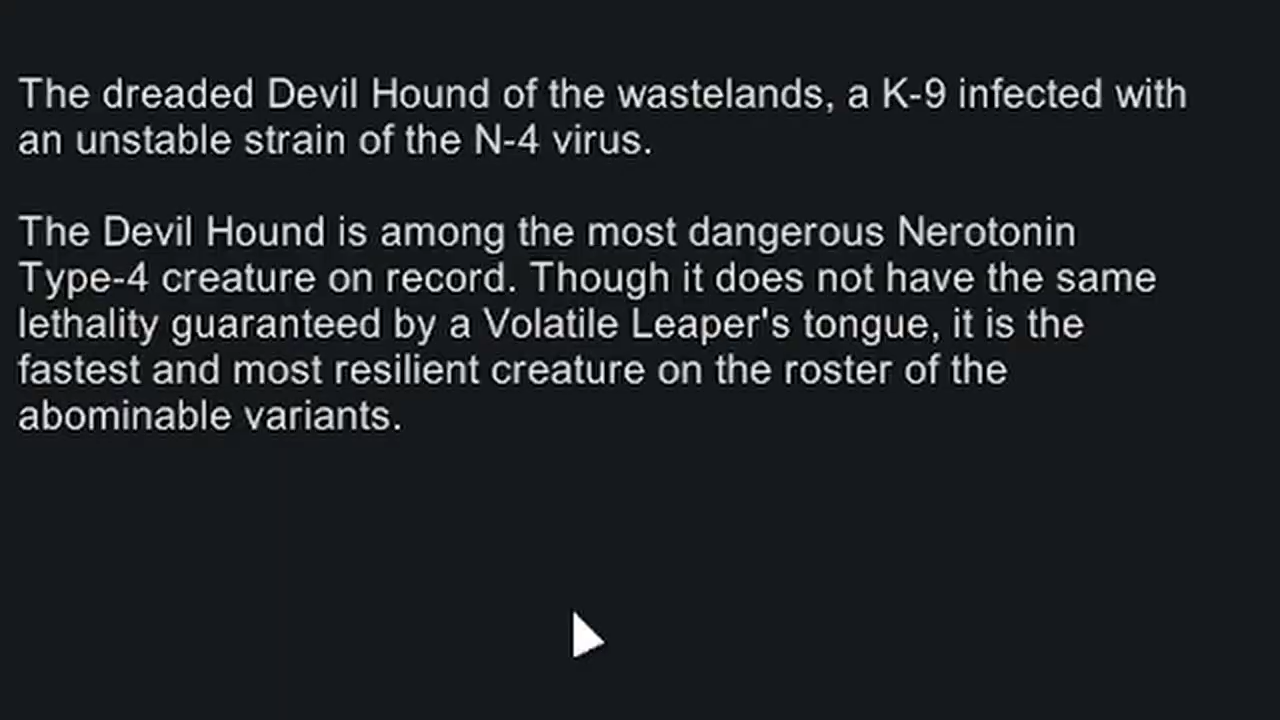 The dreaded Devil Hound of the wastelands, a K-9 infected with
an unstable strain of the N-4 virus.
The Devil Hound is among the most dangerous Nerotonin
Type-4 creature on record. Though it does not have the same
lethality guaranteed by a Volatile Leaper's tongue, it is the
fastest and most resilient creature on the roster of the
abominable variants.